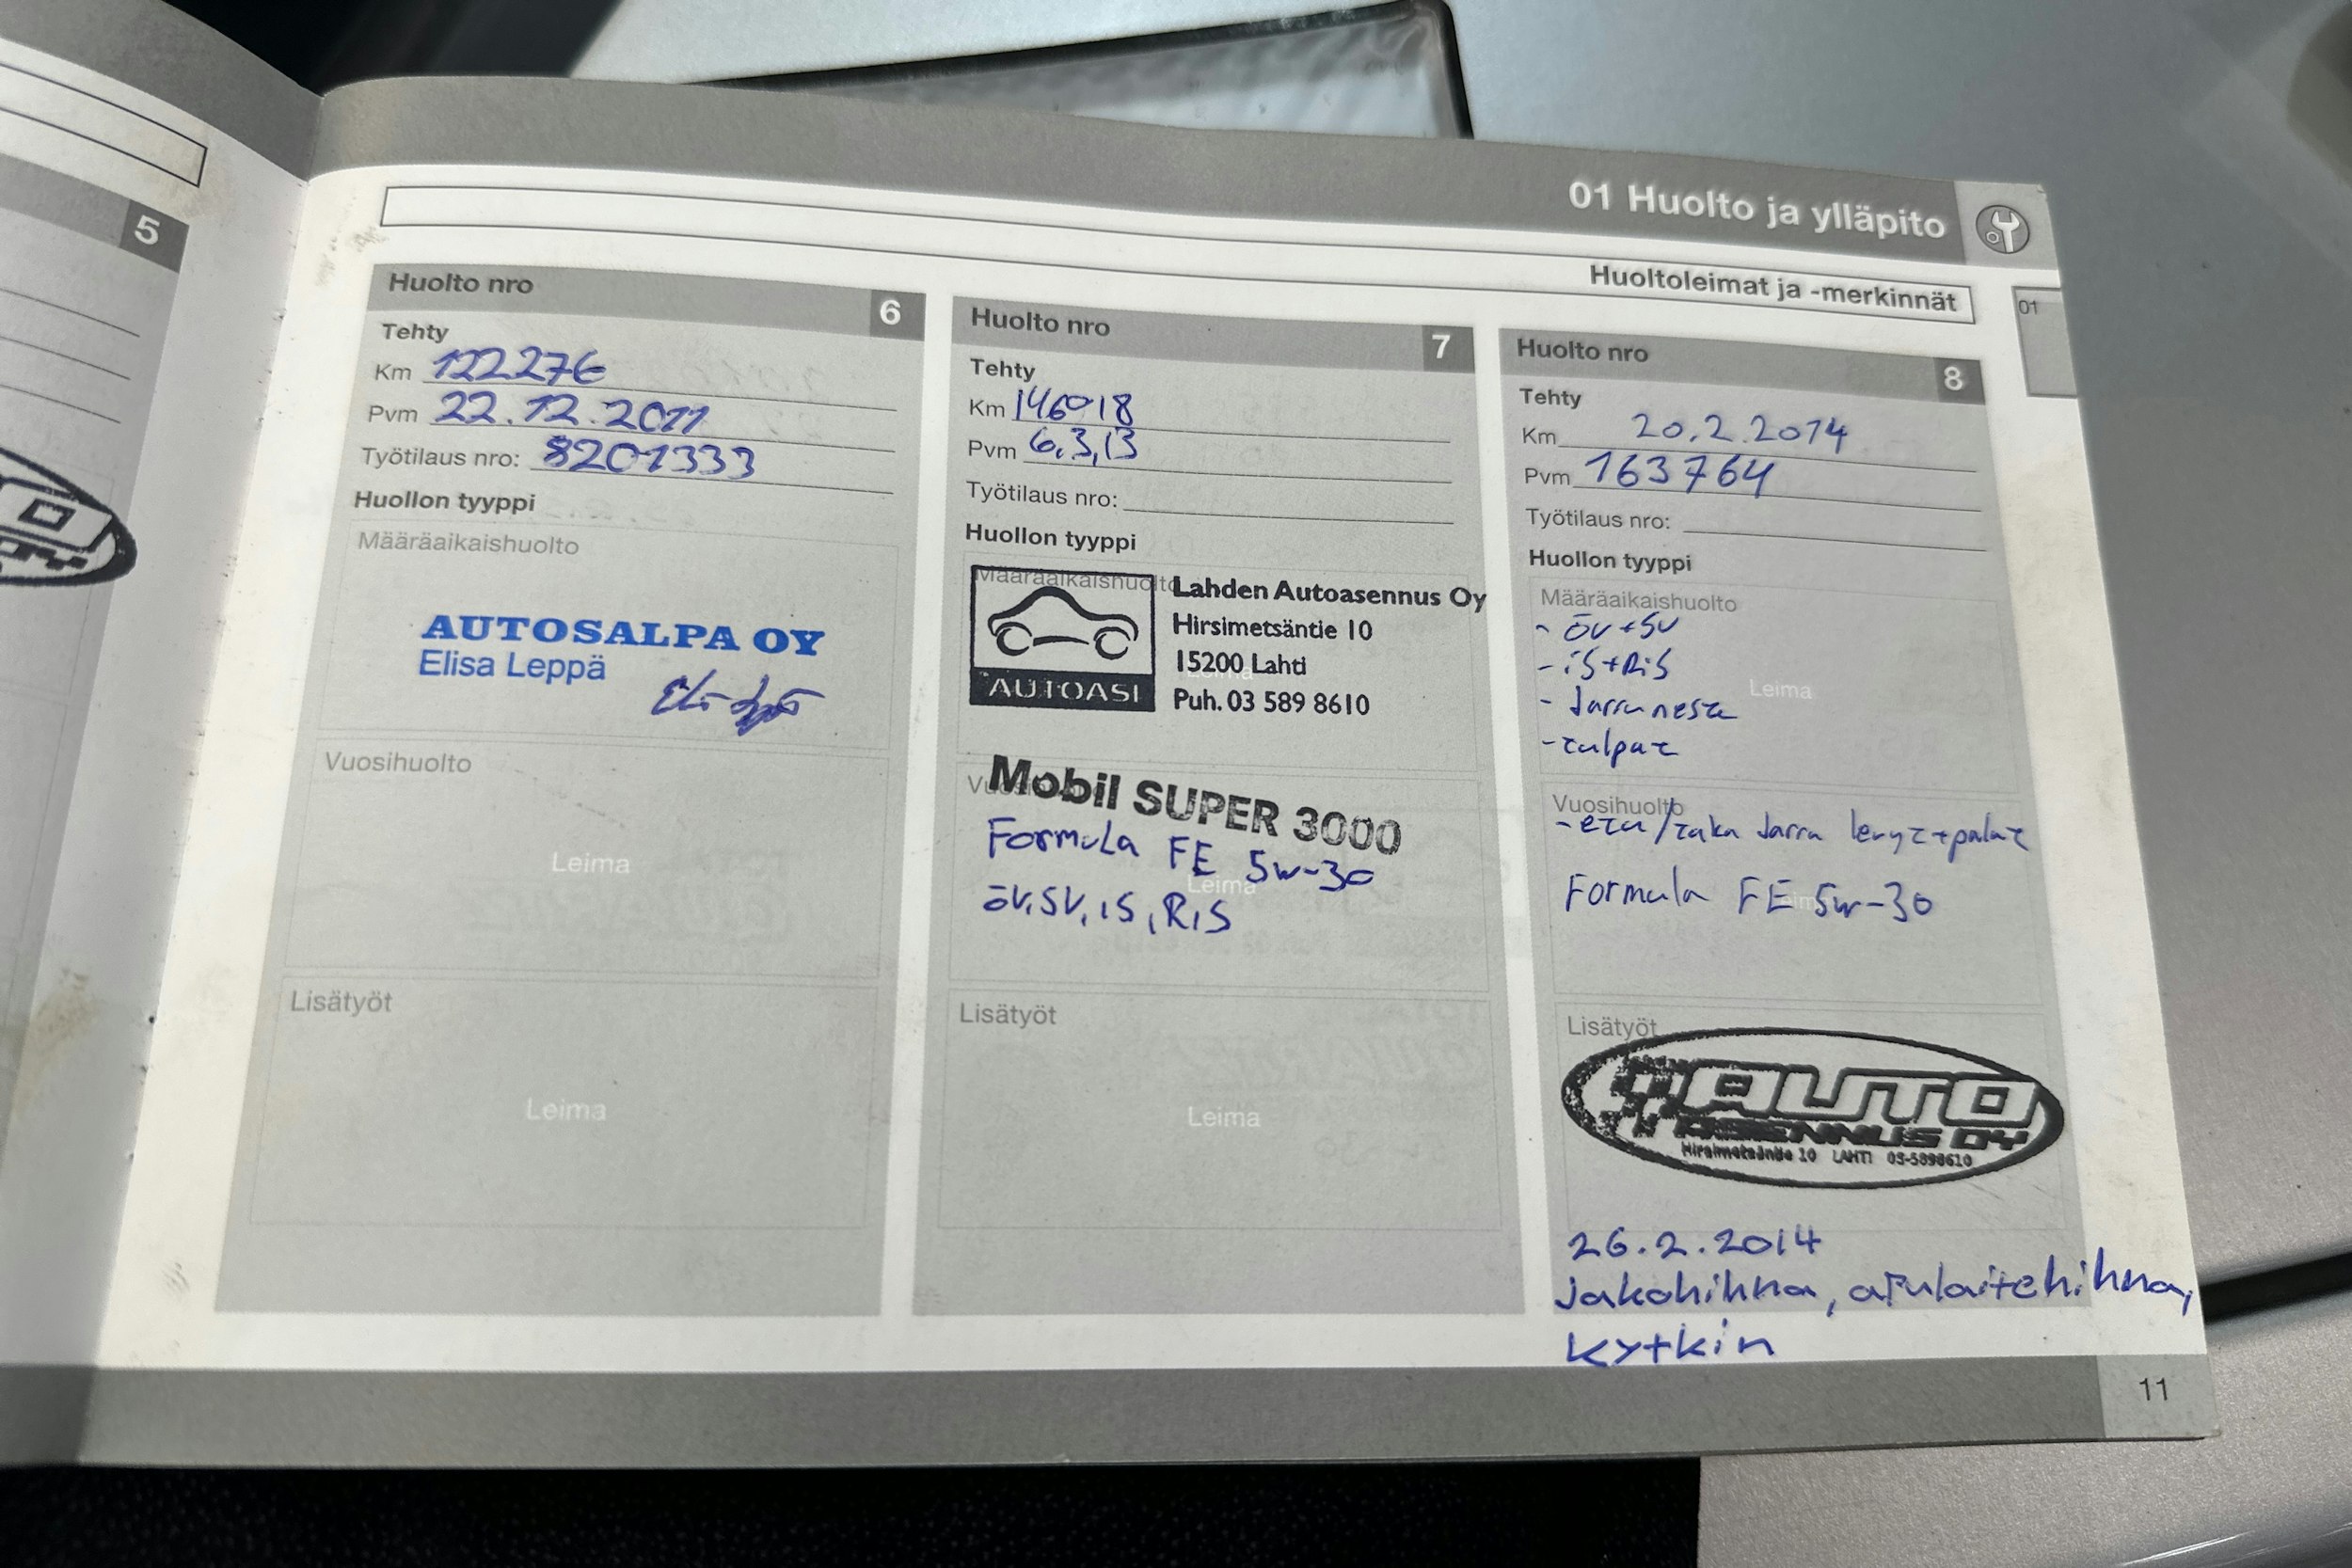 5
01 Huolto ja ylläpito
Huoltoleimat ja -merkinnät
01
Huolto nro 6
Tehty
Km 122276
Pvm 22.12.2011
Työtilaus nro: 8201333
Huollon tyyppi
Määräaikaishuolto
AUTOSALPA OY
Elisa Leppä
Vuosihuolto
Leima
Lisätyöt
Leima
Huolto nro 7
Tehty
Km 146018
Pvm 6.3,13
Työtilaus nro:
Huollon tyyppi
Määräaikaishuolto
Lahden Autoasennus Oy
Hirsimetsäntie 10
15200 Lahti
Puh. 03 589 8610
AUTOASI
Mobil SUPER 3000
Formula FE 5w-30
Leima
öv, sv, is, Ris
Lisätyöt
Leima
Huolto nro 8
Tehty
Km 20.2.2014
Pvm 163764
Työtilaus nro:
Huollon tyyppi
Määräaikaishuolto
- öv+sv
- is+Ris
Leima
- Jarruneste
- tulpat
Vuosihuolto
- etu/taka Jarru levyt+palat
Formula FE 5w-30
Lisätyöt
AUTO
ASENNUS OY
Hirsimetsäntie 10 LAHTI 03-5898610
26.2.2014
Jakohihna, apulaitehihna,
kytkin
11